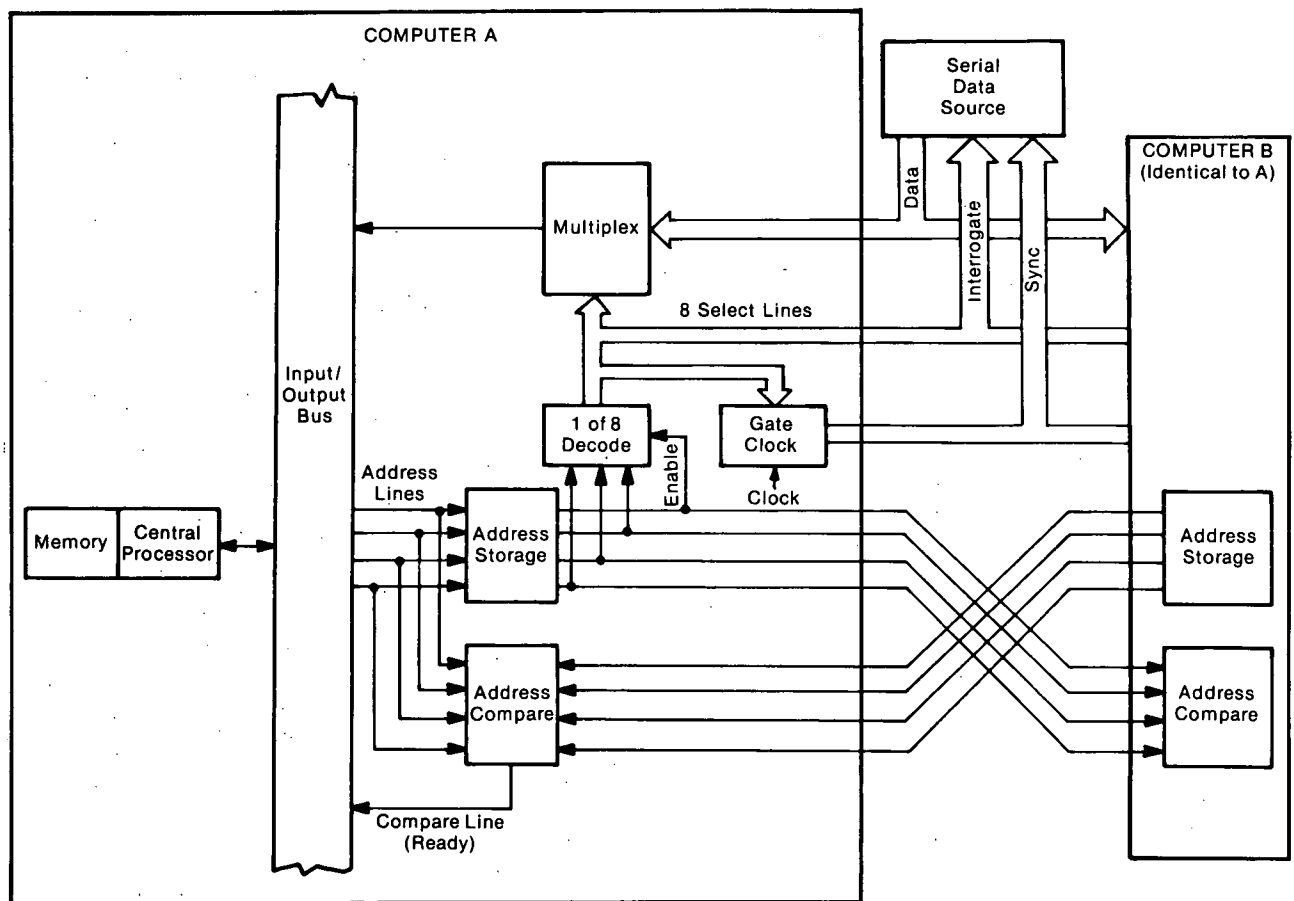 COMPUTER A
Serial
Data
Source
COMPUTER B
(Identical to A)
Data
Interrogate
Sync
Multiplex
8 Select Lines
Input/
Output
Bus
1 of 8
Decode
Gate
Clock
Enable
Clock
Address
Lines
Memory
Central
Processor
Address
Storage
Address
Storage
Address
Compare
Address
Compare
Compare Line
(Ready)